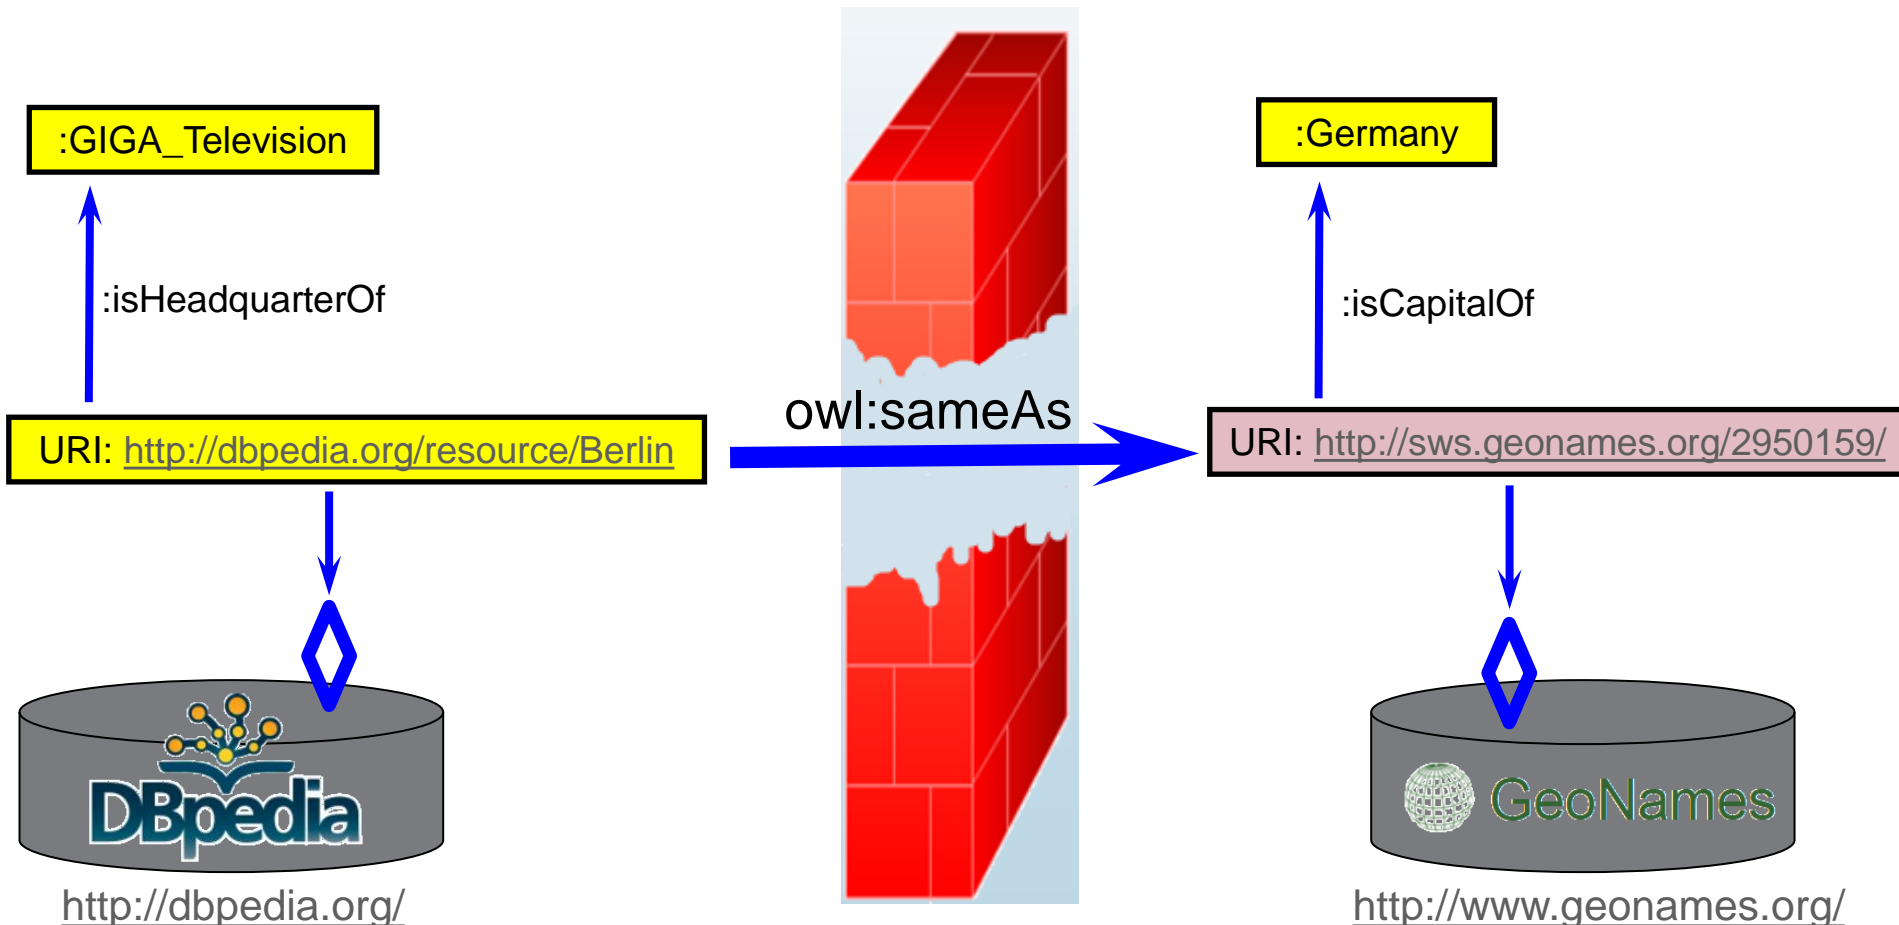 :GIGA_Television
:Germany
:isHeadquarterOf
:isCapitalOf
owl:sameAs
URI: http://dbpedia.org/resource/Berlin
URI: http://sws.geonames.org/2950159/
DBpedia
GeoNames
http://dbpedia.org/
http://www.geonames.org/